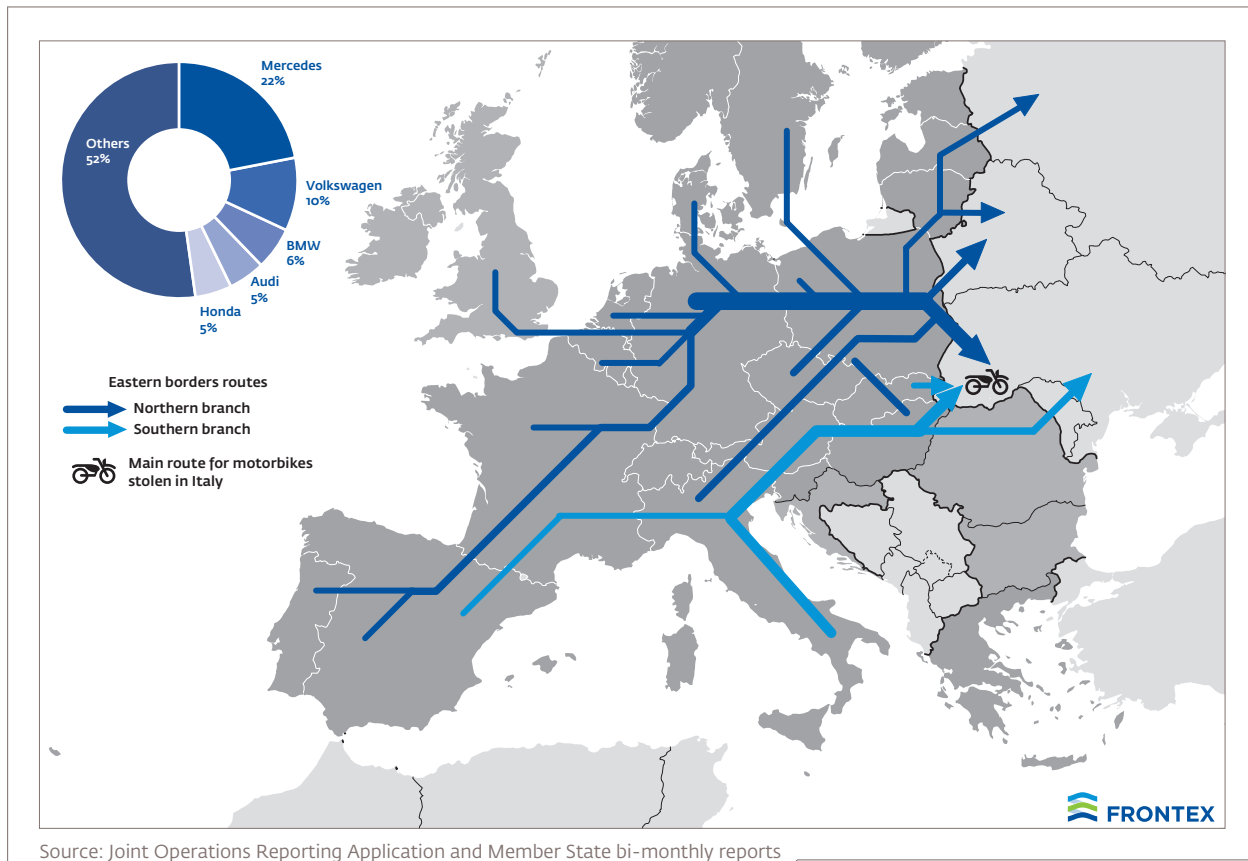 Mercedes
22%
Others
52%
Volkswagen
10%
BMW
6%
Audi
5%
Honda
5%
Eastern borders routes
Northern branch
Southern branch
Main route for motorbikes
stolen in Italy
FRONTEX
Source: Joint Operations Reporting Application and Member State bi-monthly reports